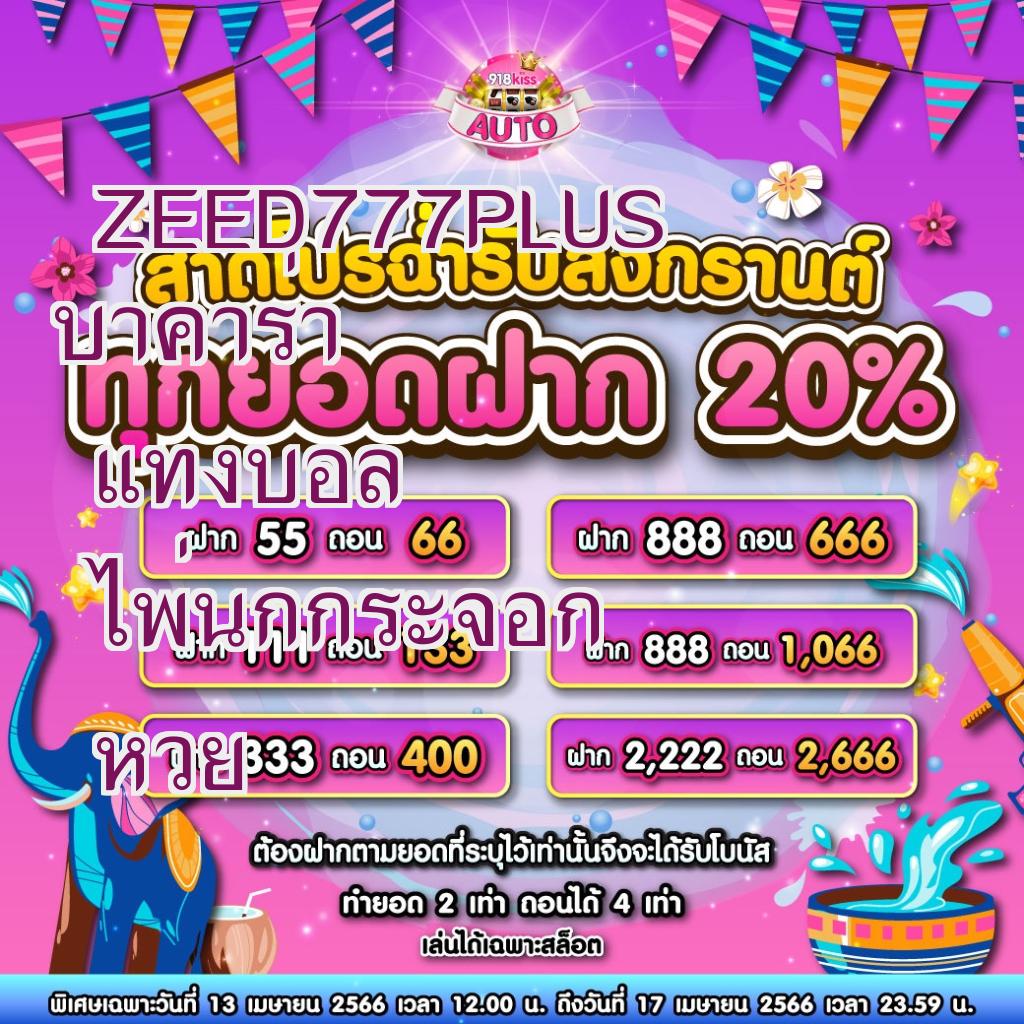 918kiss
AUTO
ZEED777PLUS
สาดโปรฉ่ำรับสงกรานต์
บาคารา
ทุกยอดฝาก 20%
แทงบอล
ฝาก 55 ถอน 66
ฝาก 888 ถอน 666
ไพ่นกกระจอก
ฝาก 111 ถอน 133
ฝาก 888 ถอน 1,066
หวย
333 ถอน 400
ฝาก 2,222 ถอน 2,666
ต้องฝากตามยอดที่ระบุไว้เท่านั้นจึงจะได้รับโบนัส
ทำยอด 2 เท่า ถอนได้ 4 เท่า
เล่นได้เฉพาะสล็อต
พิเศษเฉพาะวันที่ 13 เมษายน 2566 เวลา 12.00 น. ถึงวันที่ 17 เมษายน 2566 เวลา 23.59 น.